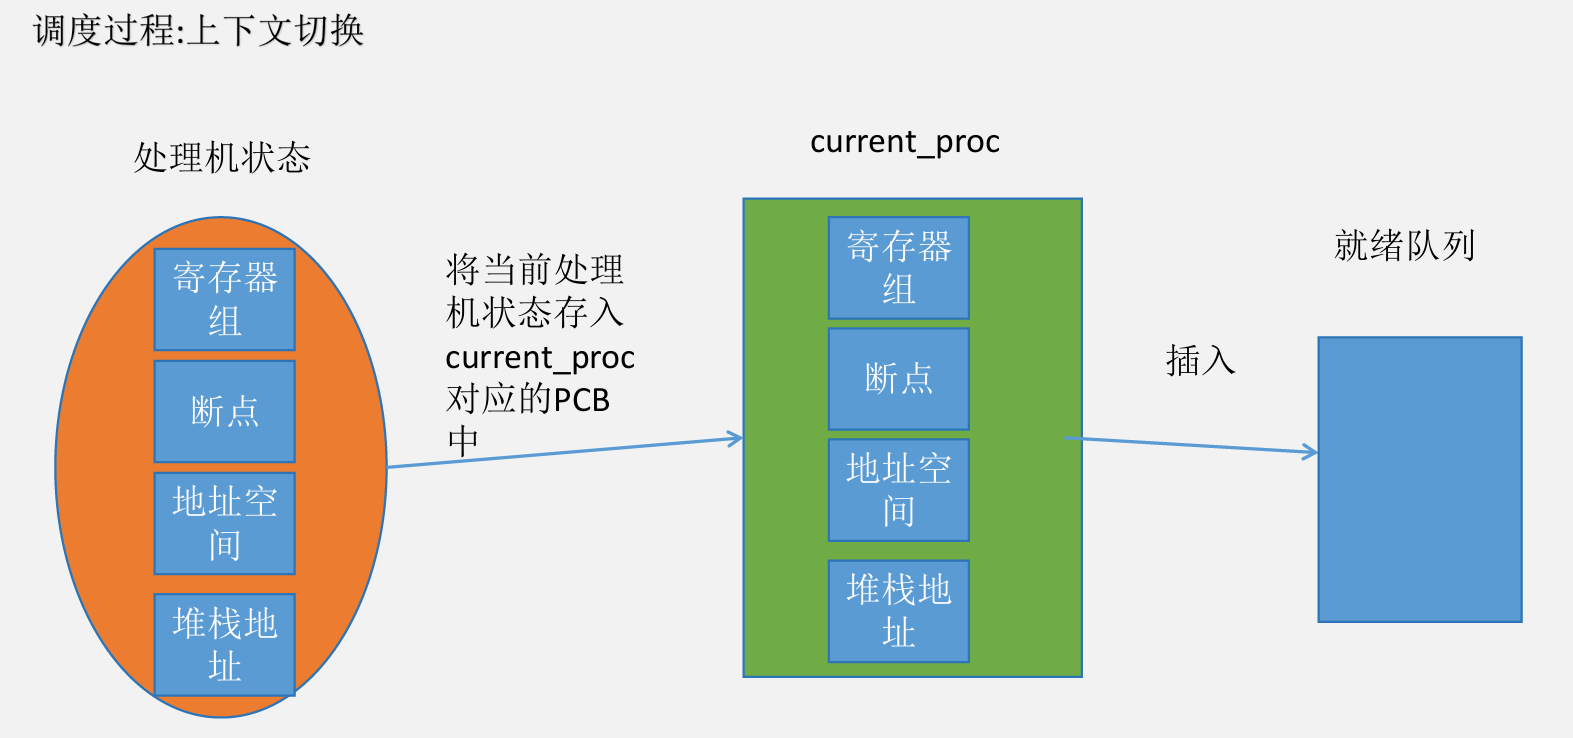 调度过程:上下文切换
处理机状态
寄存器
组
断点
地址空
间
堆栈地
址
将当前处理
机状态存入
current_proc
对应的PCB
中
current_proc
寄存器
组
断点
地址空
间
堆栈地
址
插入
就绪队列